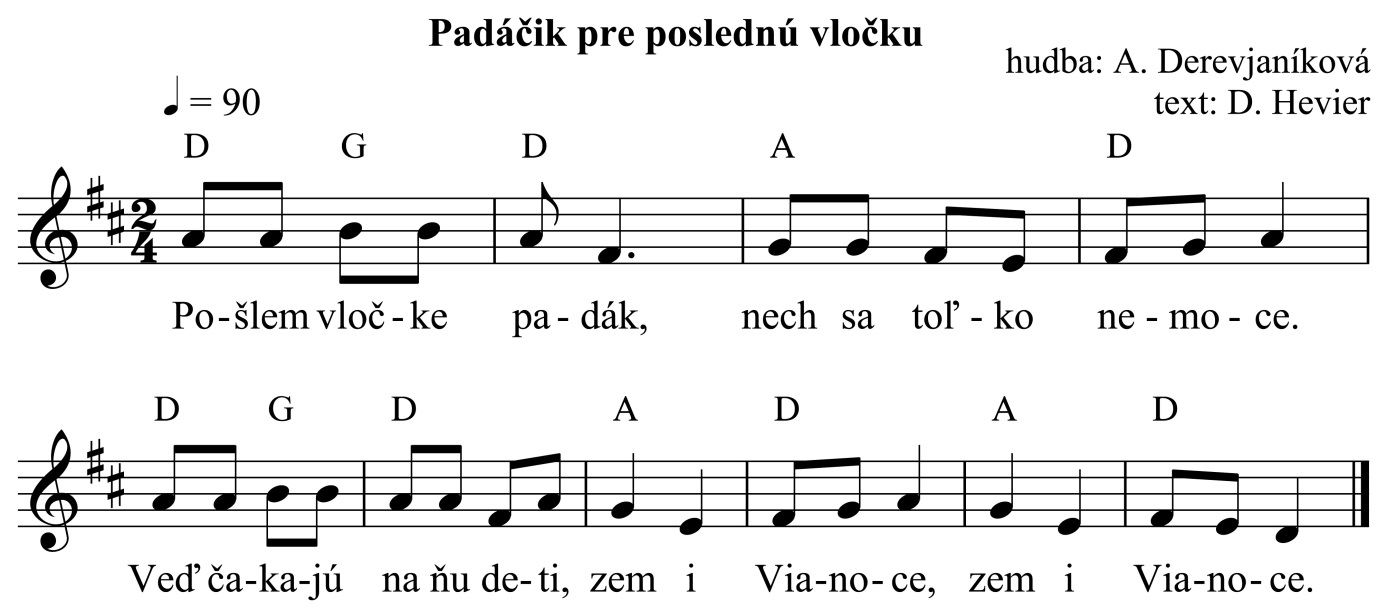 Padáčik pre poslednú vločku
hudba: A. Derevjaníková
text: D. Hevier
♩ = 90
D G D A D
2
4
Po-šlem vloč-ke pa-dák, nech sa toľ-ko ne-mo-ce.
D G D A D A D
Veď ča-ka-jú na ňu de-ti, zem i Via-no-ce, zem i Via-no-ce.